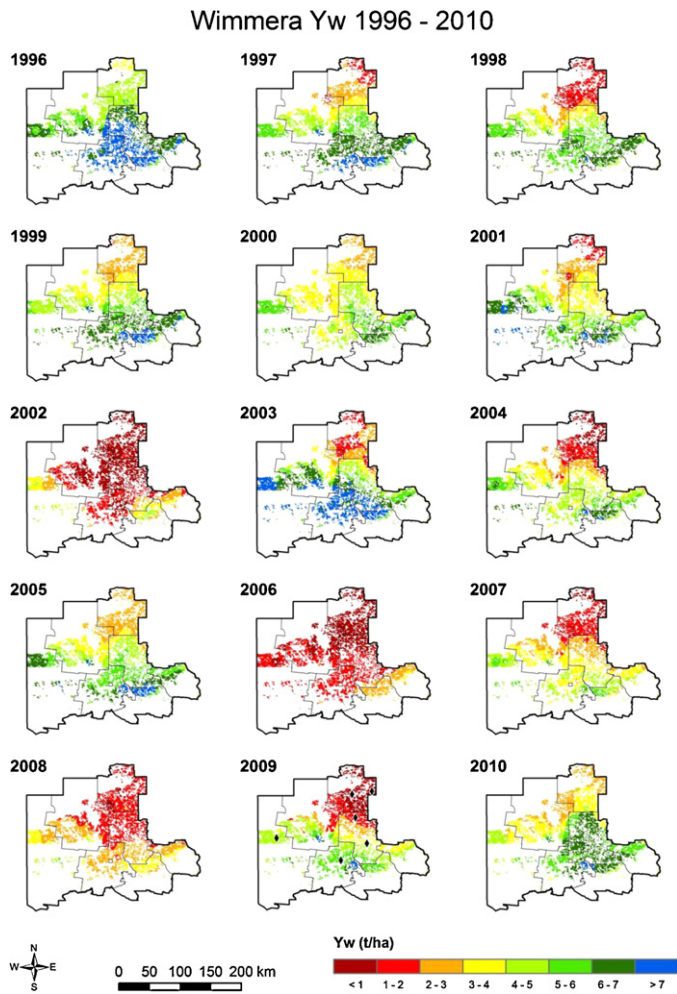 Wimmera Yw 1996 - 2010
1996 1997 1998
1999 2000 2001
2002 2003 2004
2005 2006 2007
2008 2009 2010
Yw (t/ha)
N
W E
S
0 50 100 150 200 km
< 1 1 - 2 2 - 3 3 - 4 4 - 5 5 - 6 6 - 7 > 7